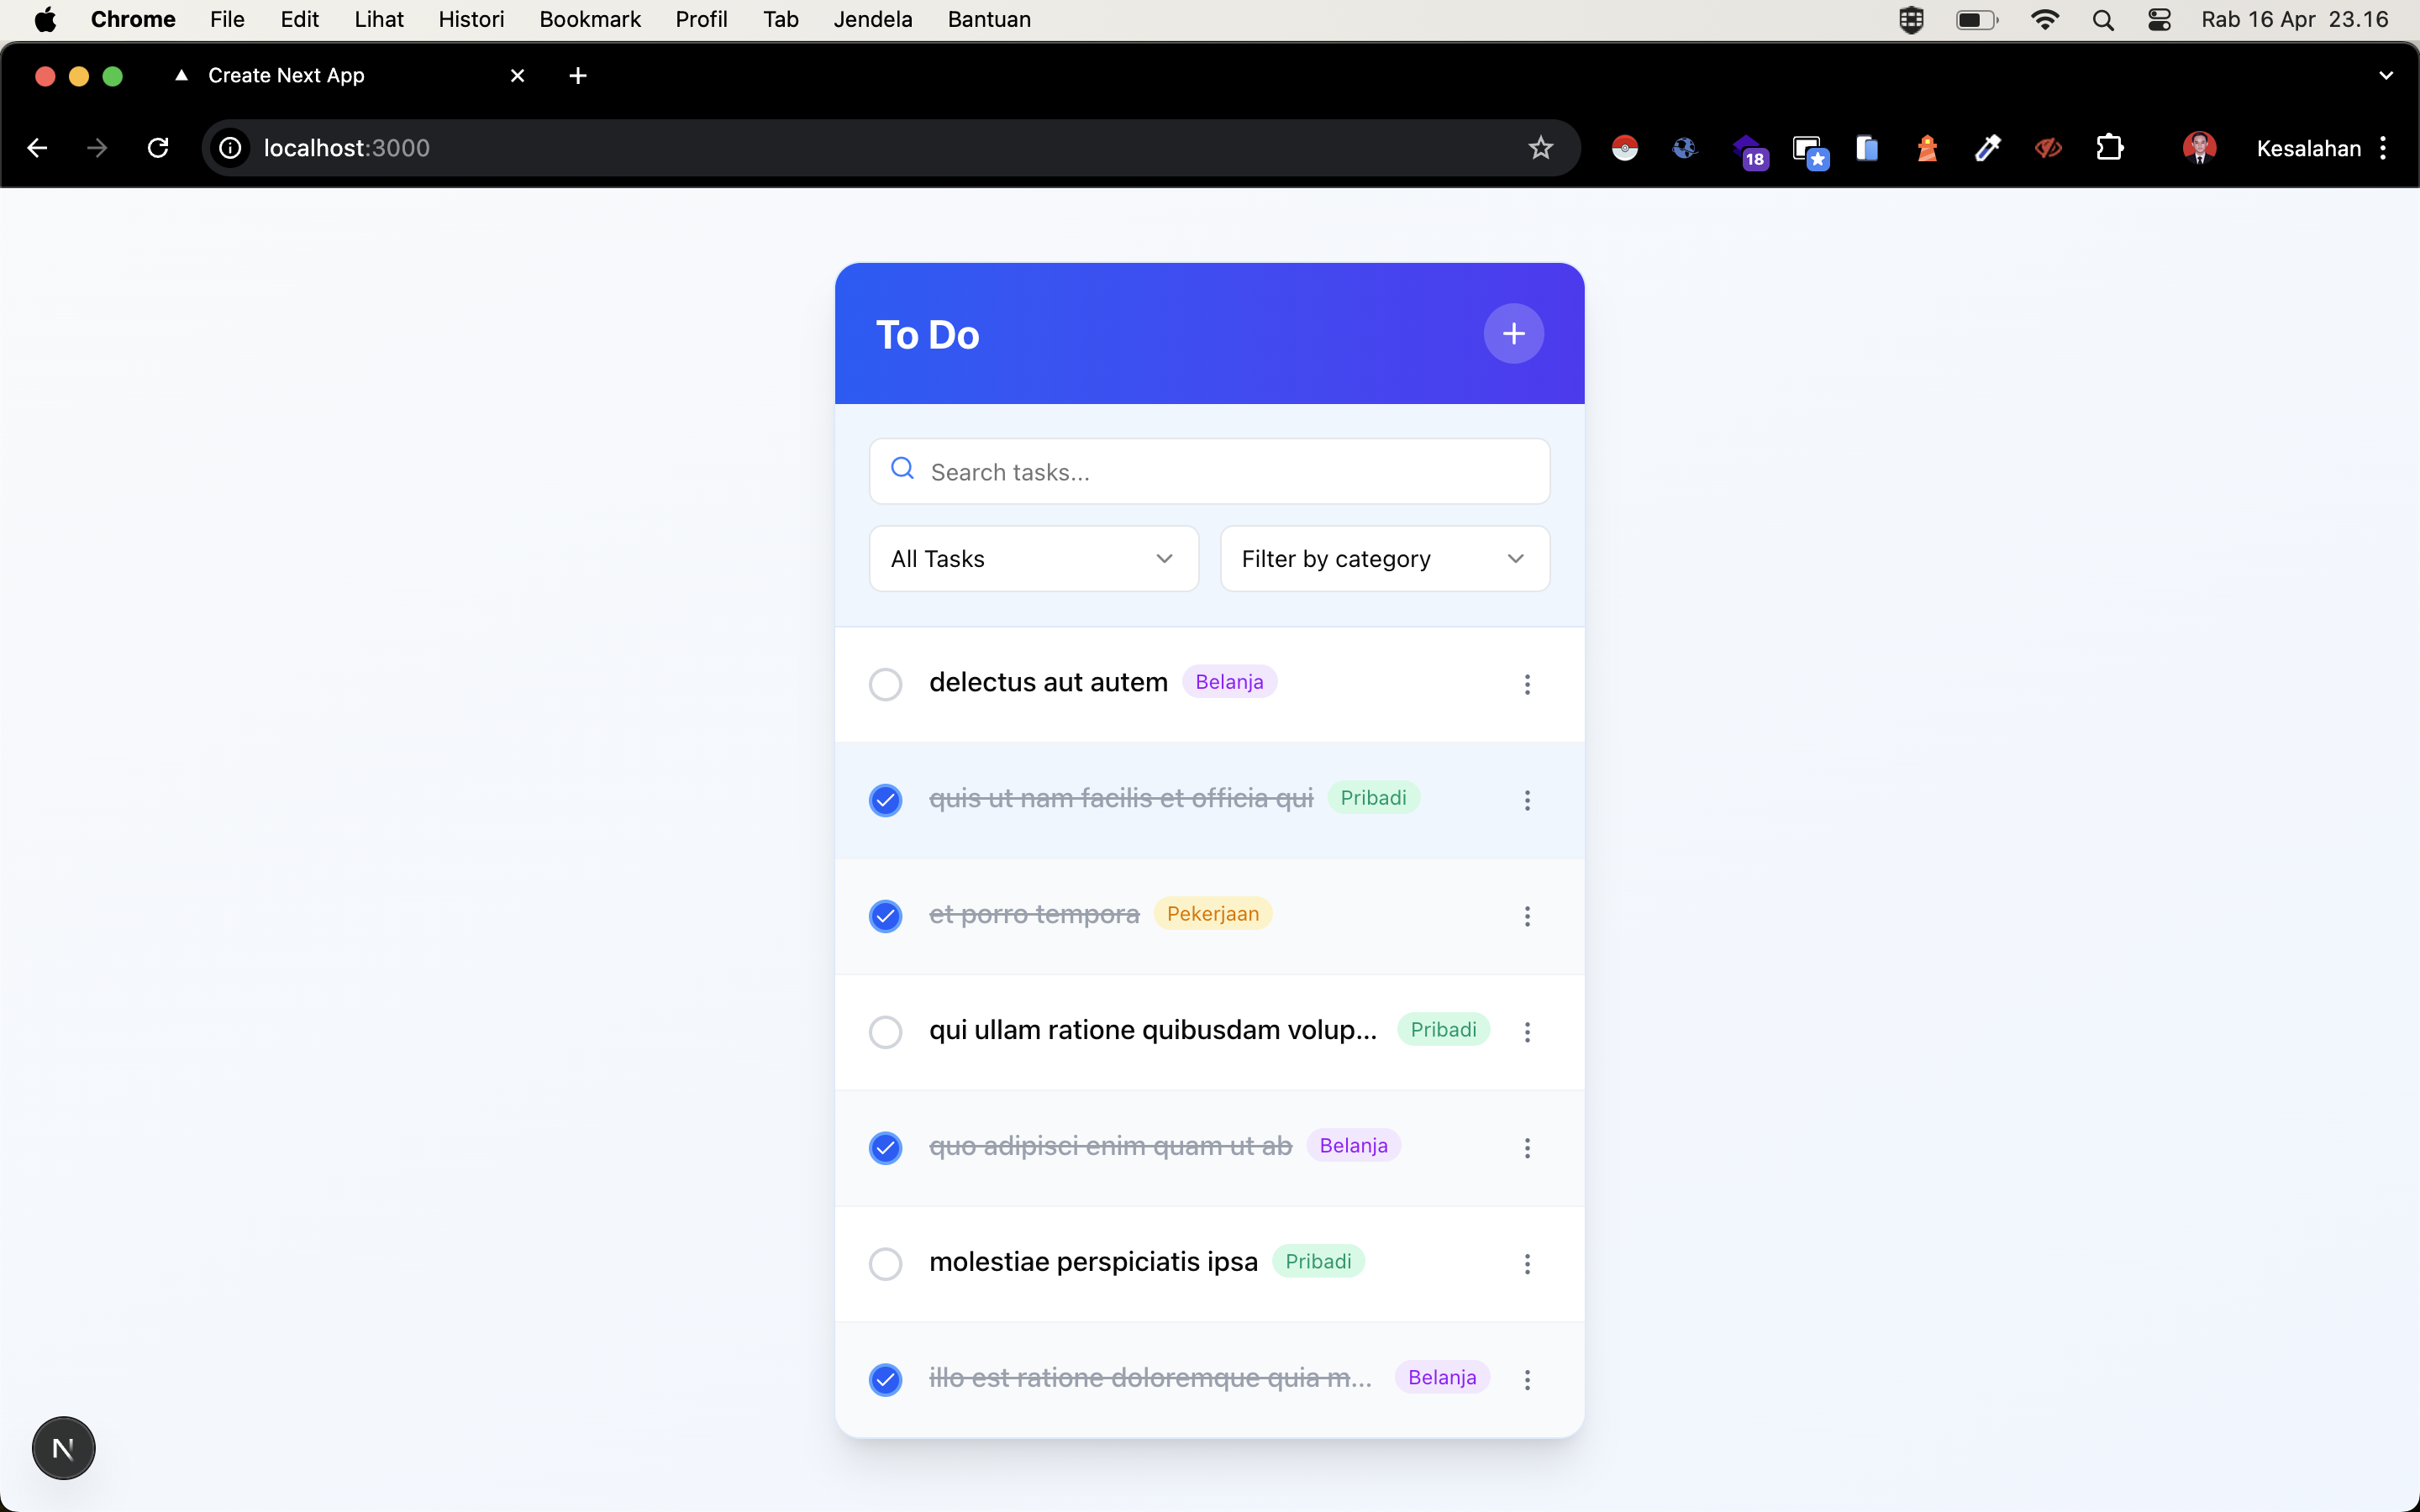 Chrome File Edit Lihat Histori Bookmark Profil Tab Jendela Bantuan Rab 16 Apr 23.16
Create Next App
localhost:3000 18 Kesalahan
To Do
Search tasks...
All Tasks Filter by category
delectus aut autem Belanja
quis ut nam facilis et officia qui Pribadi
et porro tempora Pekerjaan
qui ullam ratione quibusdam volup... Pribadi
quo adipisci enim quam ut ab Belanja
molestiae perspiciatis ipsa Pribadi
illo est ratione doloremque quia m... Belanja
N